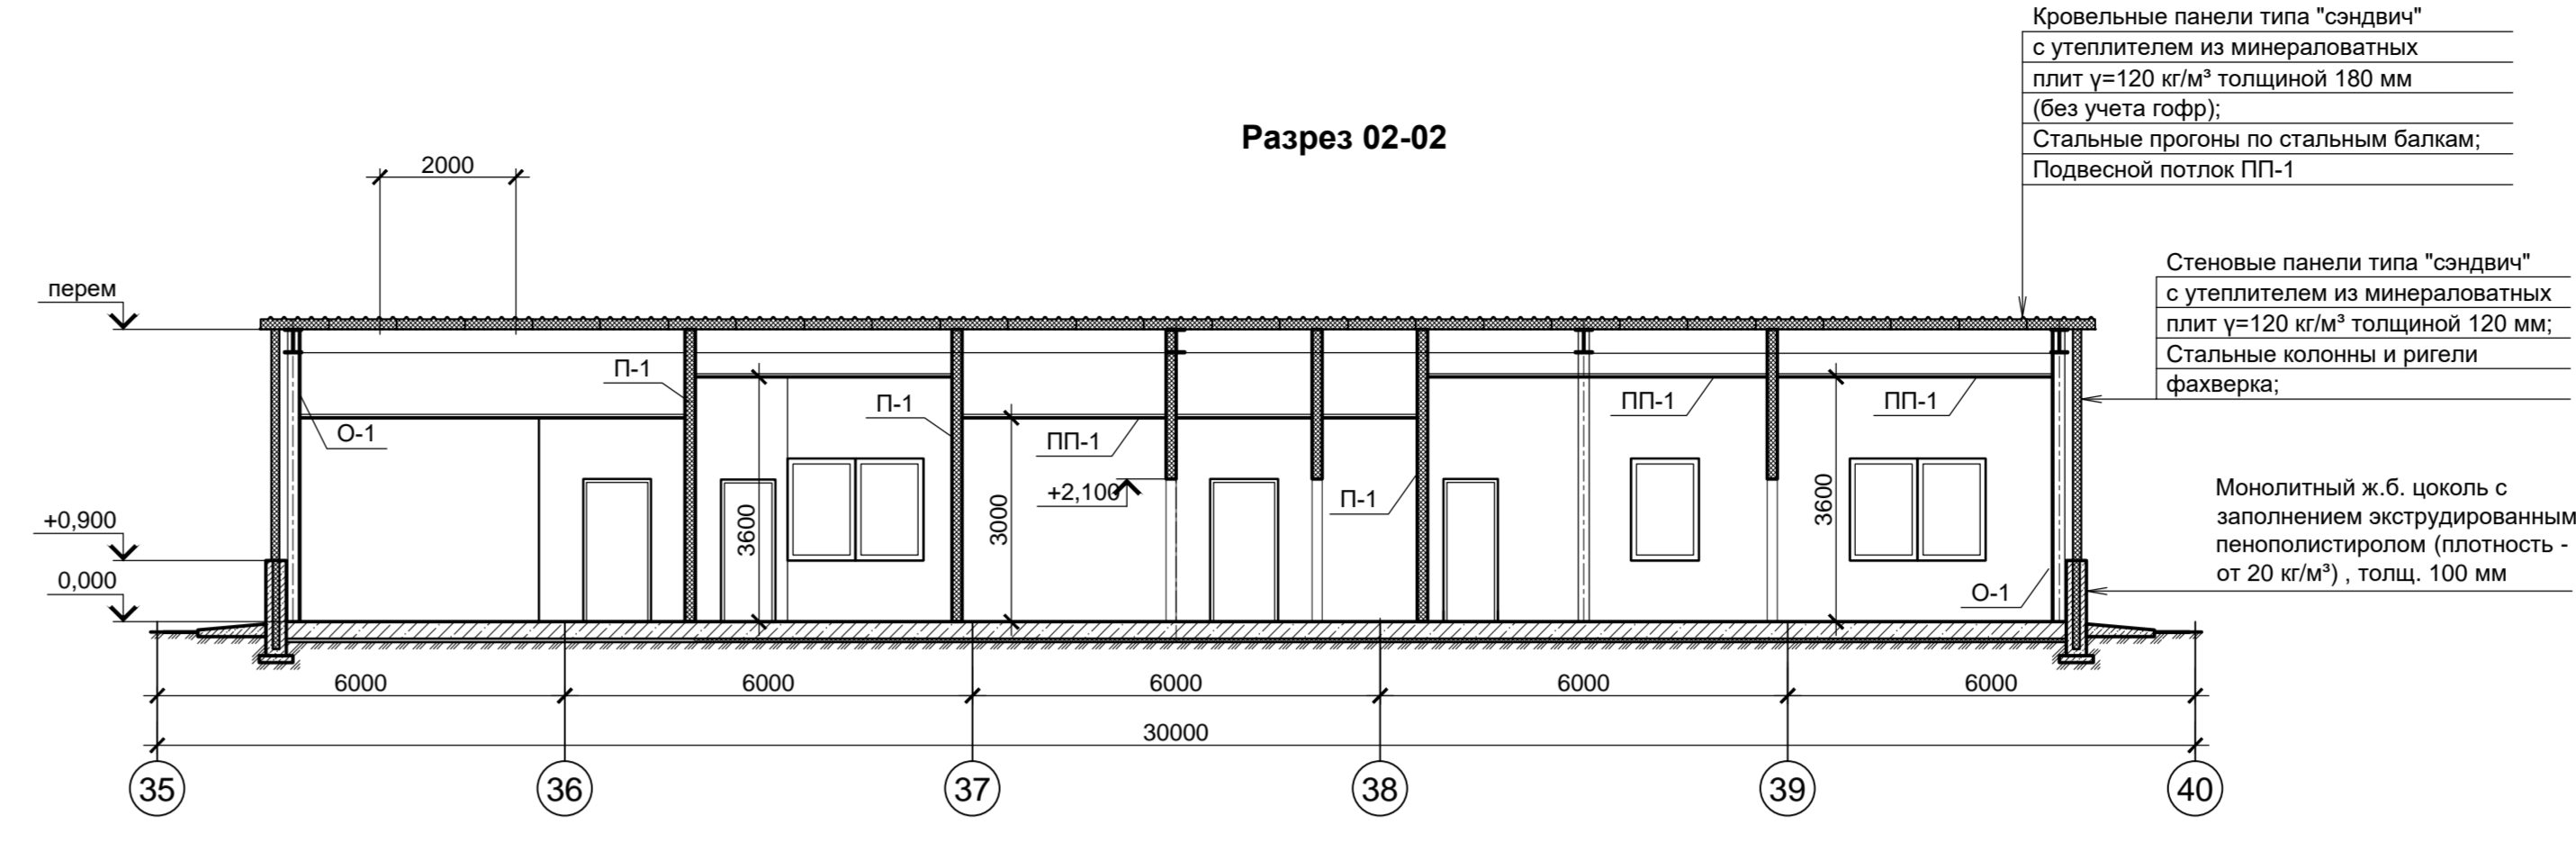 Кровельные панели типа "сэндвич"
с утеплителем из минераловатных
плит γ=120 кг/м³ толщиной 180 мм
(без учета гофр);
Стальные прогоны по стальным балкам;
Подвесной потлок ПП-1
Разрез 02-02
2000
Стеновые панели типа "сэндвич"
с утеплителем из минераловатных
плит γ=120 кг/м³ толщиной 120 мм;
Стальные колонны и ригели
фахверка;
перем
П-1
П-1
ПП-1
ПП-1
ПП-1
О-1
+2,100
П-1
3600
3000
3600
Монолитный ж.б. цоколь с
заполнением экструдированным
пенополистиролом (плотность -
от 20 кг/м³) , толщ. 100 мм
+0,900
0,000
О-1
6000
6000
6000
6000
6000
30000
35
36
37
38
39
40